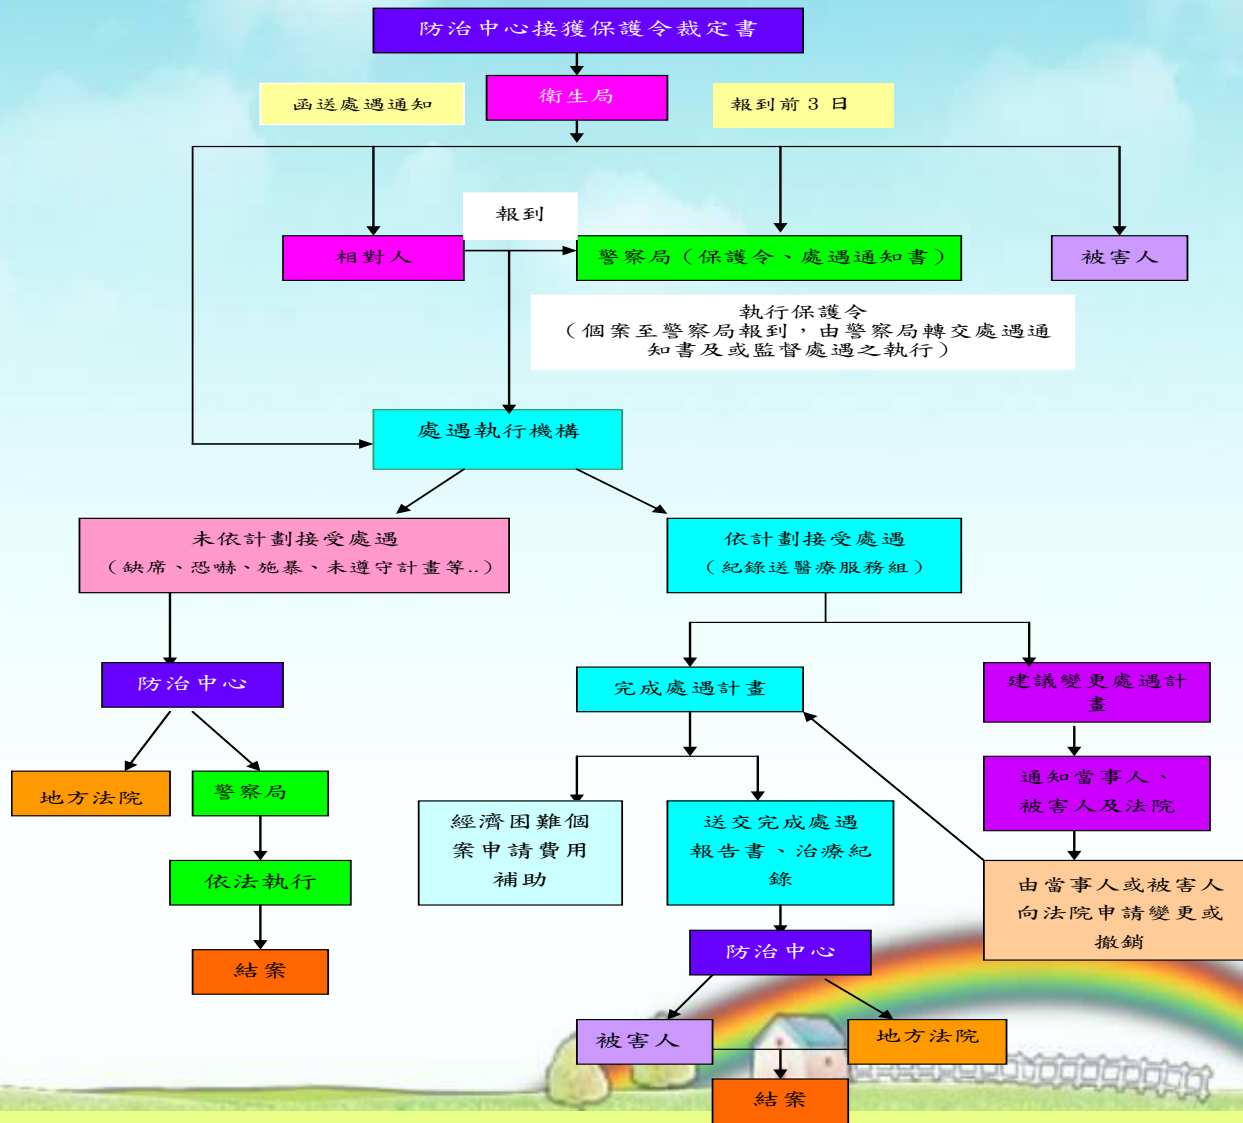 防治中心接獲保護令裁定書
函送處遇通知
衛生局
報到前3日
報到
相對人
警察局（保護令、處遇通知書）
被害人
執行保護令
（個案至警察局報到，由警察局轉交處遇通
知書及或監督處遇之執行）
處遇執行機構
未依計劃接受處遇
（缺席、恐嚇、施暴、未遵守計畫等..）
依計劃接受處遇
（紀錄送醫療服務組）
防治中心
完成處遇計畫
建議變更處遇計
畫
地方法院
警察局
通知當事人、
被害人及法院
經濟困難個
案申請費用
補助
送交完成處遇
報告書、治療紀
錄
依法執行
由當事人或被害人
向法院申請變更或
撤銷
結案
防治中心
被害人
地方法院
結案